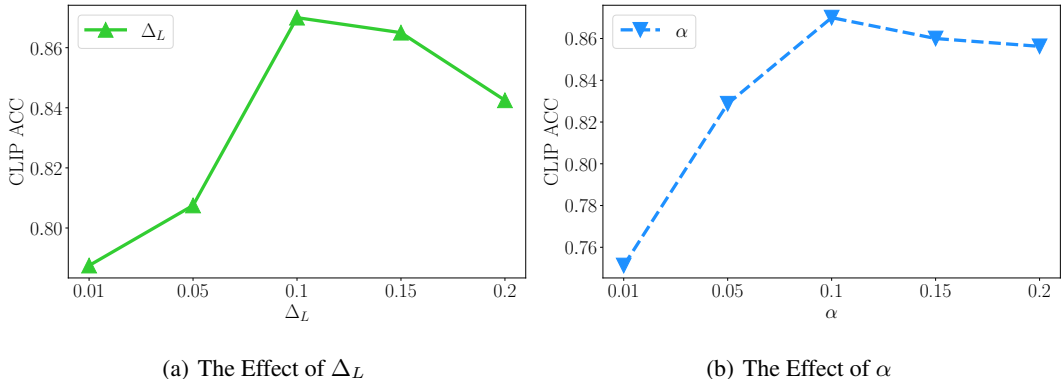 Δ_L
CLIP ACC
0.86
0.84
0.82
0.80
0.01 0.05 0.1 0.15 0.2
Δ_L
(a) The Effect of Δ_L
α
CLIP ACC
0.86
0.84
0.82
0.80
0.78
0.76
0.01 0.05 0.1 0.15 0.2
α
(b) The Effect of α